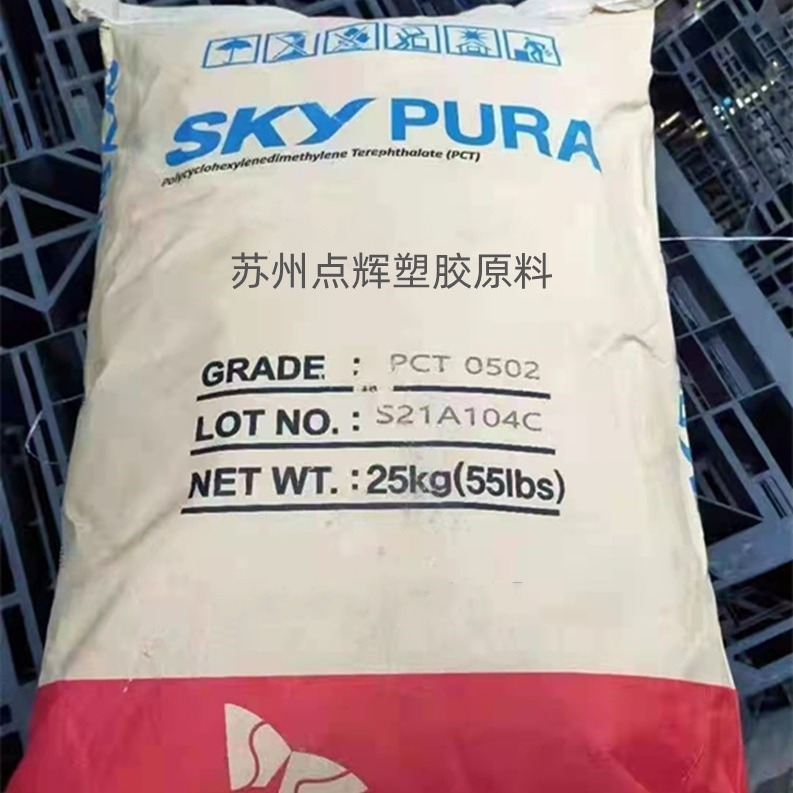 SKY PURA
Polycyclohexylenedimethylene Terephthalate (PCT)
苏州点辉塑胶原料
GRADE : PCT 0502
LOT NO. : S21A104C
NET WT. : 25kg(55lbs)